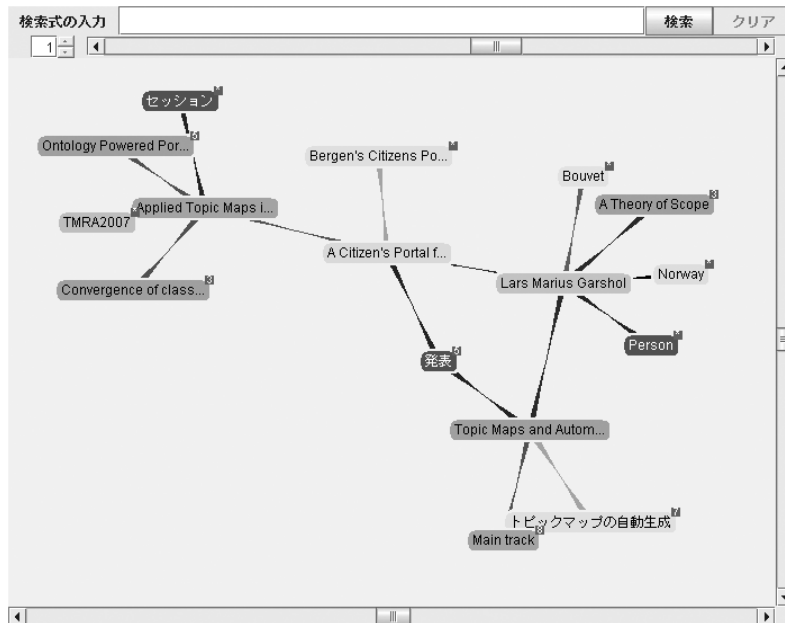 検索式の入力
検索
クリア
1
セッション
Ontology Powered Por...
Bergen's Citizens Po...
Bouvet
A Theory of Scope
Applied Topic Maps i...
TMRA2007
A Citizen's Portal f...
Norway
Lars Marius Garshol
Convergence of class...
Person
発表
Topic Maps and Autom...
トピックマップの自動生成
Main track